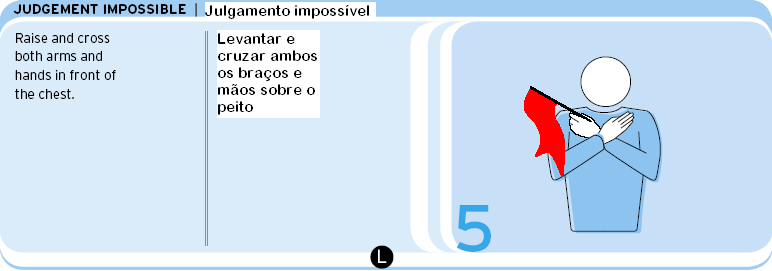 JUDGEMENT IMPOSSIBLE | Julgamento impossível
Raise and cross
both arms and
hands in front of
the chest.
Levantar e
cruzar ambos
os braços e
mãos sobre o
peito
5
L